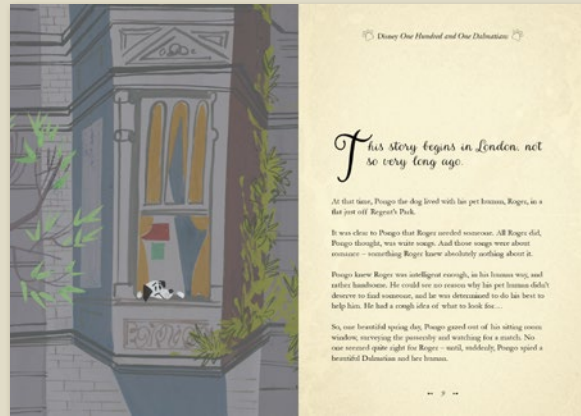 Disney One Hundred and One Dalmatians
This story begins in London, not
so very long ago.
At that time, Pongo the dog lived with his pet human, Roger, in a
flat just off Regent's Park.
It was clear to Pongo that Roger needed someone. All Roger did,
Pongo thought, was write songs. And those songs were about
romance – something Roger knew absolutely nothing about it.
Pongo knew Roger was intelligent enough, in his human way, and
rather handsome. He could see no reason why his pet human didn't
deserve to find someone, and he was determined to do his best to
help him. He had a rough idea of what to look for...
So, one beautiful spring day, Pongo gazed out of his sitting room
window, surveying the passersby and watching for a match. No
one seemed quite right for Roger – until, suddenly, Pongo spied a
beautiful Dalmatian and her human.
9